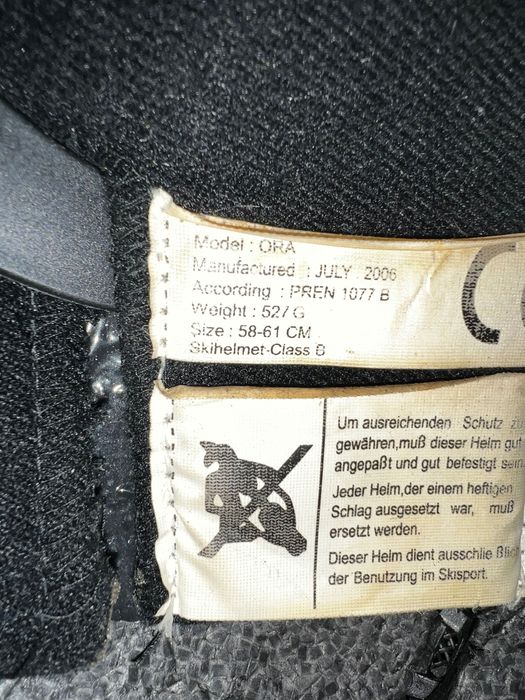 Model : ORA
Manufactured : JULY . 2006
According : PREN 1077 B
Weight : 527 G
Size : 58-61 CM
Skihelmet-Class B
Um ausreichenden Schutz zu
gewähren,muß dieser Helm gut
angepaßt und gut befestigt sein
Jeder Helm,der einem heftigen
Schlag ausgesetzt war, muß
ersetzt werden.
Dieser Helm dient ausschlie ßlich
der Benutzung im Skisport.